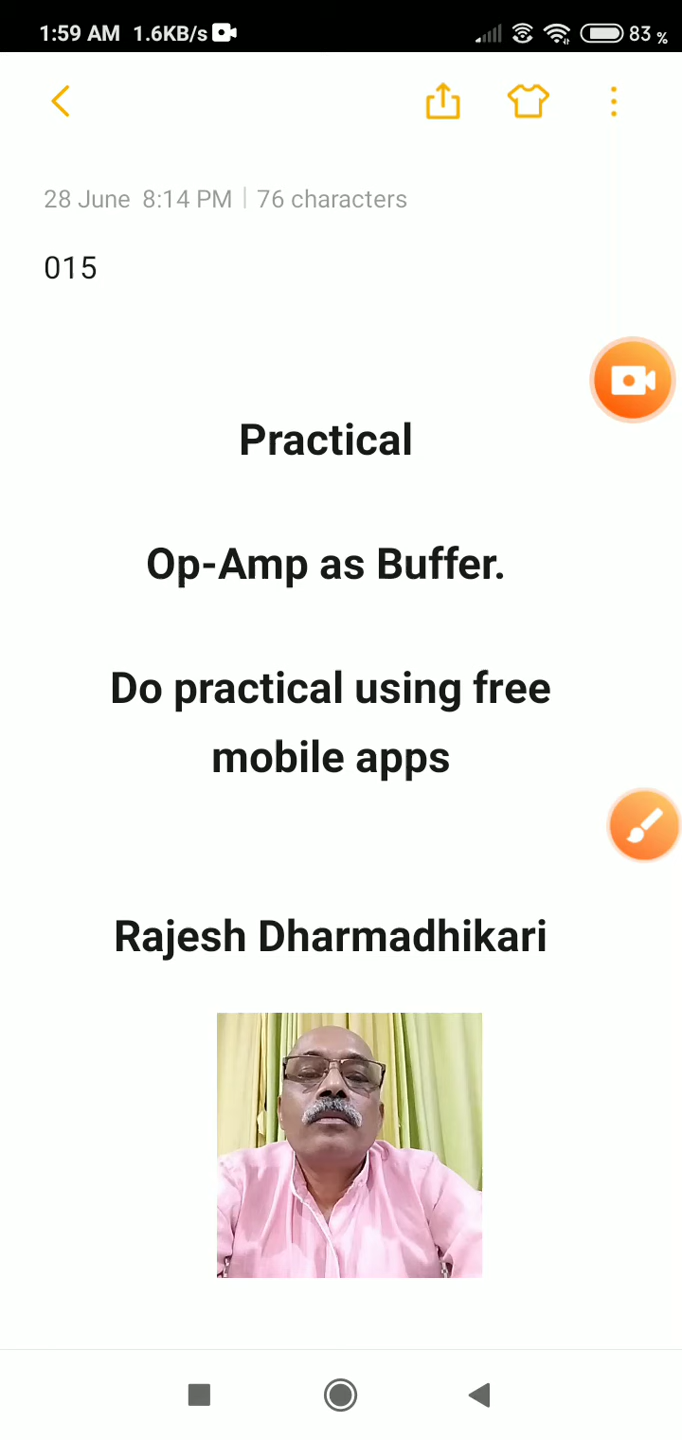 1:59 AM 1.6KB/s 83 %
28 June 8:14 PM | 76 characters
015
Practical
Op-Amp as Buffer.
Do practical using free
mobile apps
Rajesh Dharmadhikari